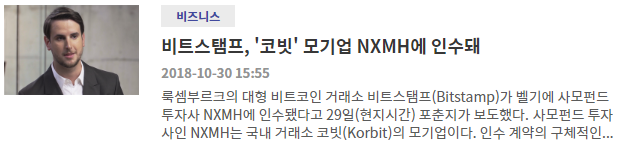 비즈니스
비트스탬프, '코빗' 모기업 NXMH에 인수돼
2018-10-30 15:55
룩셈부르크의 대형 비트코인 거래소 비트스탬프(Bitstamp)가 벨기에 사모펀드
투자사 NXMH에 인수됐다고 29일(현지시간) 포춘지가 보도했다. 사모펀드 투자
사인 NXMH는 국내 거래소 코빗(Korbit)의 모기업이다. 인수 계약의 구체적인...